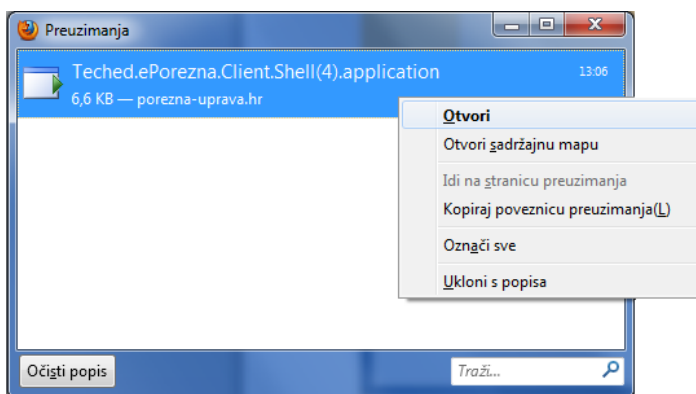 Preuzimanja
Teched.ePorezna.Client.Shell(4).application
13:06
6,6 KB — porezna-uprava.hr
Otvori
Otvori sadržajnu mapu
Idi na stranicu preuzimanja
Kopiraj poveznicu preuzimanja(L)
Označi sve
Ukloni s popisa
Očisti popis
Traži...